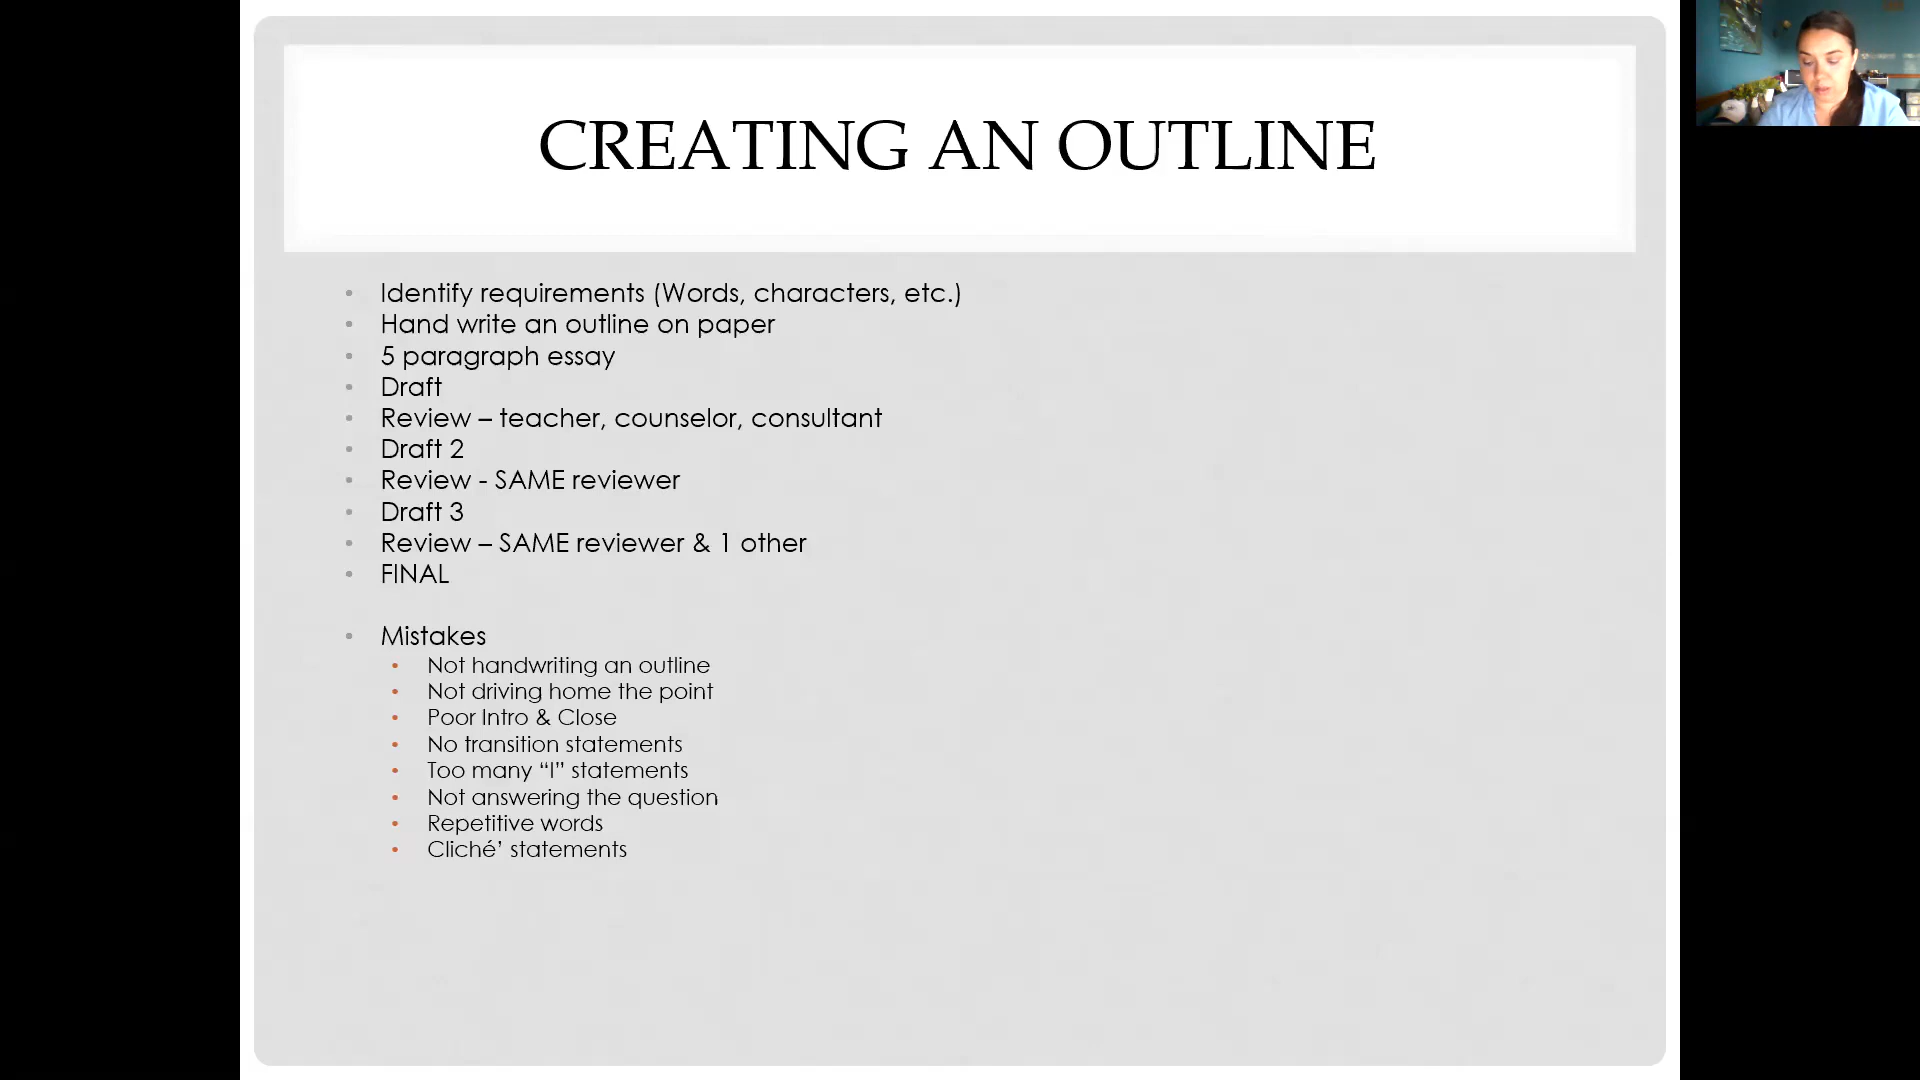 CREATING AN OUTLINE
• Identify requirements (Words, characters, etc.)
• Hand write an outline on paper
• 5 paragraph essay
• Draft
• Review – teacher, counselor, consultant
• Draft 2
• Review - SAME reviewer
• Draft 3
• Review – SAME reviewer & 1 other
• FINAL
• Mistakes
• Not handwriting an outline
• Not driving home the point
• Poor Intro & Close
• No transition statements
• Too many “I” statements
• Not answering the question
• Repetitive words
• Cliché’ statements